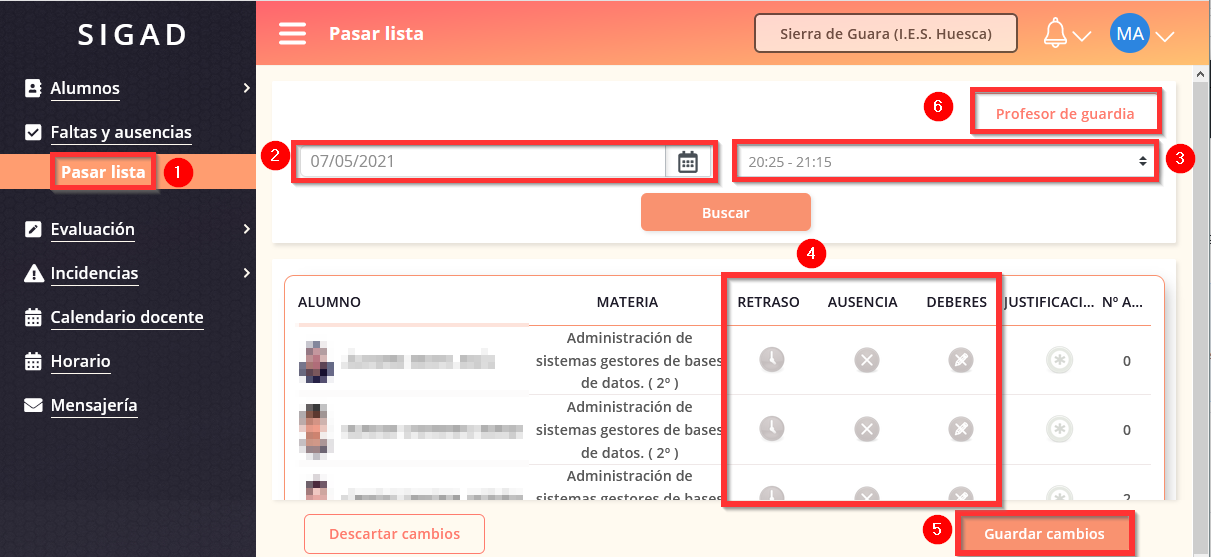 SIGAD
Pasar lista
Sierra de Guara (I.E.S. Huesca)
MA
Alumnos
Faltas y ausencias
Pasar lista
1
Evaluación
Incidencias
Calendario docente
Horario
Mensajería
6
Profesor de guardia
2
07/05/2021
20:25 - 21:15
3
Buscar
4
ALUMNO MATERIA RETRASO AUSENCIA DEBERES JUSTIFICACI... Nº A...
Administración de
sistemas gestores de bases
de datos. ( 2º )
0
Administración de
sistemas gestores de bases
de datos. ( 2º )
0
Administración de
sistemas gestores de bases
2
Descartar cambios
5
Guardar cambios